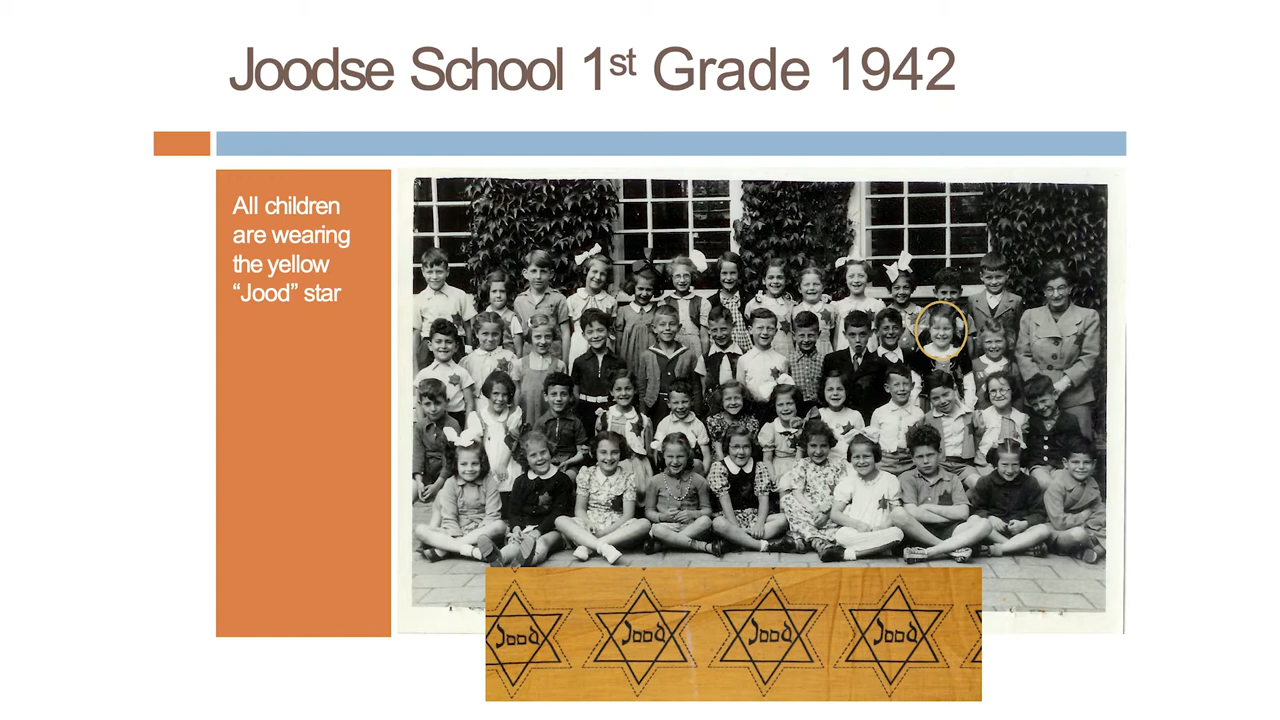 Joodse School 1st Grade 1942
All children
are wearing
the yellow
“Jood” star
Jood Jood Jood Jood